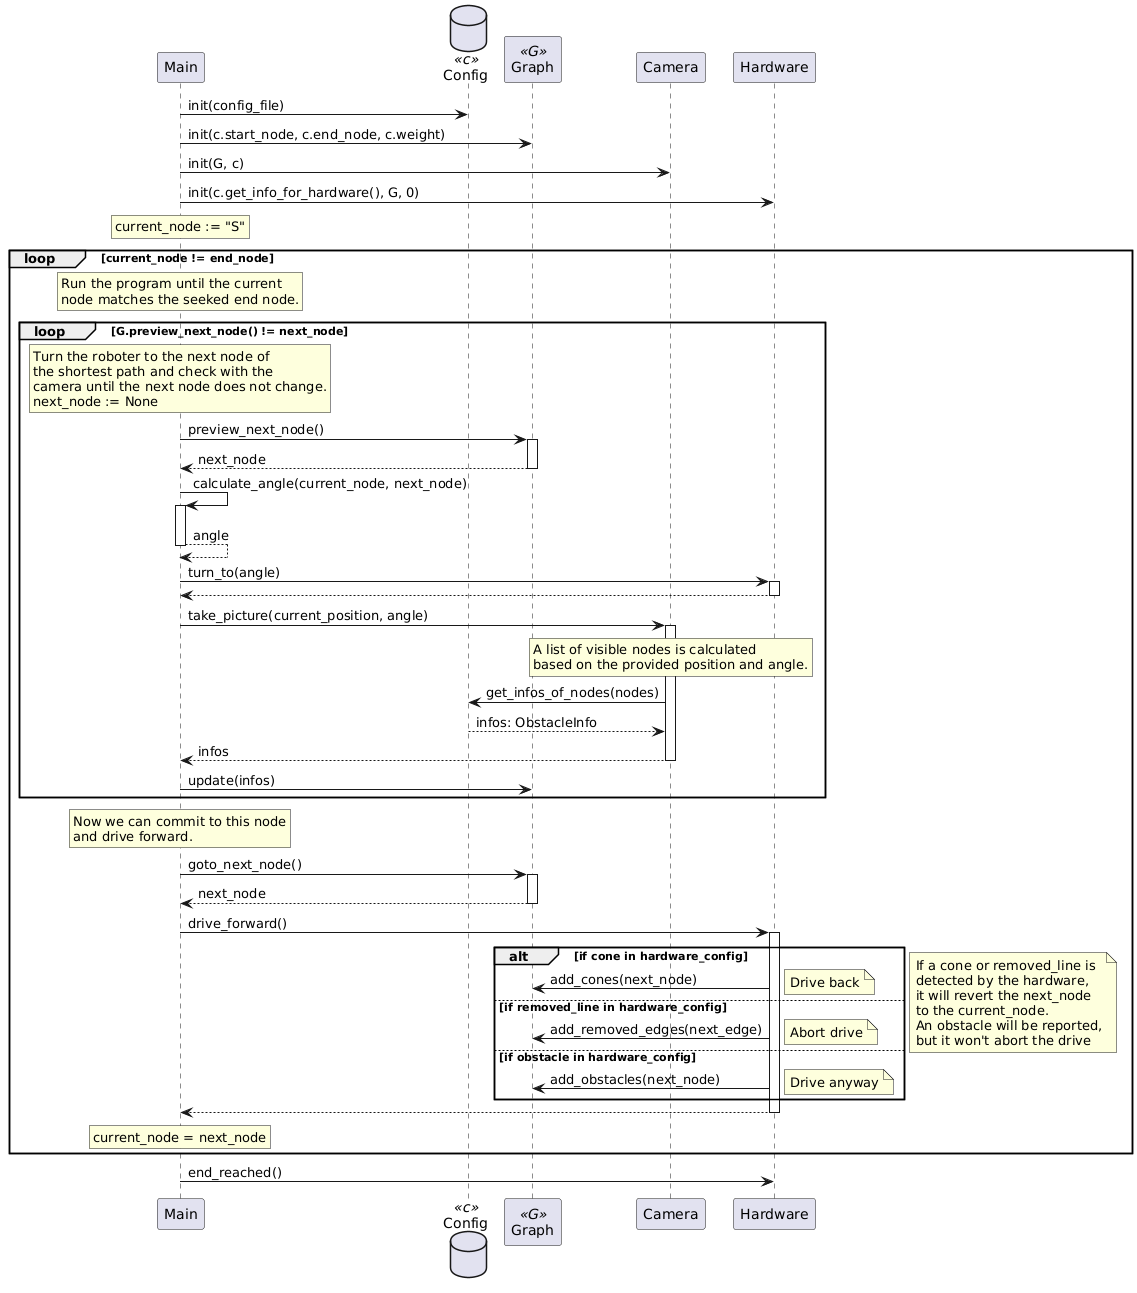 «c»
Config
Main
«G»
Graph
Camera
Hardware
init(config_file)
init(c.start_node, c.end_node, c.weight)
init(G, c)
init(c.get_info_for_hardware(), G, 0)
current_node := "S"
loop [current_node != end_node]
Run the program until the current
node matches the seeked end node.
loop [G.preview_next_node() != next_node]
Turn the roboter to the next node of
the shortest path and check with the
camera until the next node does not change.
next_node := None
preview_next_node()
next_node
calculate_angle(current_node, next_node)
angle
turn_to(angle)
take_picture(current_position, angle)
A list of visible nodes is calculated
based on the provided position and angle.
get_infos_of_nodes(nodes)
infos: ObstacleInfo
infos
update(infos)
Now we can commit to this node
and drive forward.
goto_next_node()
next_node
drive_forward()
alt [if cone in hardware_config]
add_cones(next_node)
Drive back
[if removed_line in hardware_config]
add_removed_edges(next_edge)
Abort drive
[if obstacle in hardware_config]
add_obstacles(next_node)
Drive anyway
If a cone or removed_line is
detected by the hardware,
it will revert the next_node
to the current_node.
An obstacle will be reported,
but it won't abort the drive
current_node = next_node
end_reached()
Main
«c»
Config
«G»
Graph
Camera
Hardware